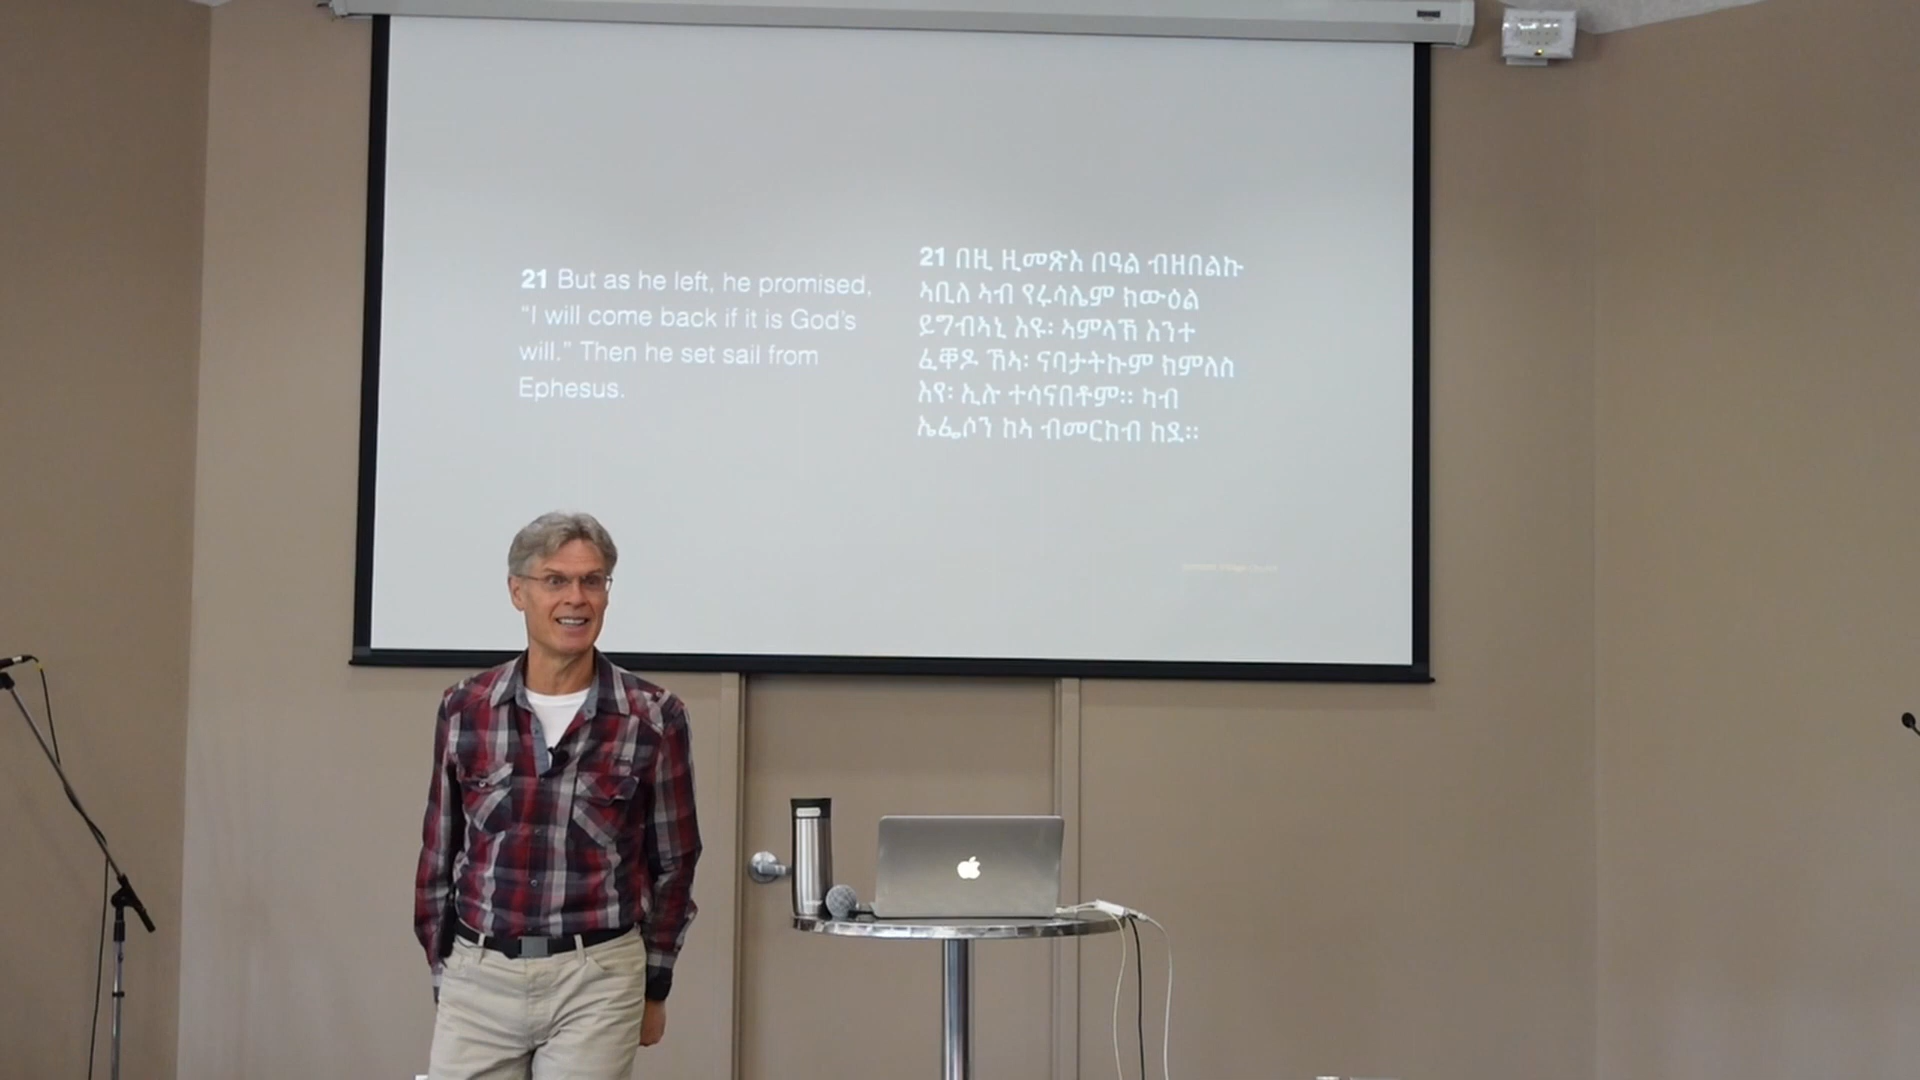 21 But as he left, he promised,
“I will come back if it is God's
will.” Then he set sail from
Ephesus.
21 በዚ ዚመጽእ በዓል ብዘበልኩ
ኣቢለ ኣብ የሩሳሌም ክውዕል
ይግብኣኒ እዩ፡ ኣምላኽ እንተ
ፈቐዶ ኸኣ፡ ናባታትኩም ክምለስ
እየ፡ ኢሉ ተሳናበቶም። ካብ
ኤፌሶን ከኣ ብመርከብ ከደ።